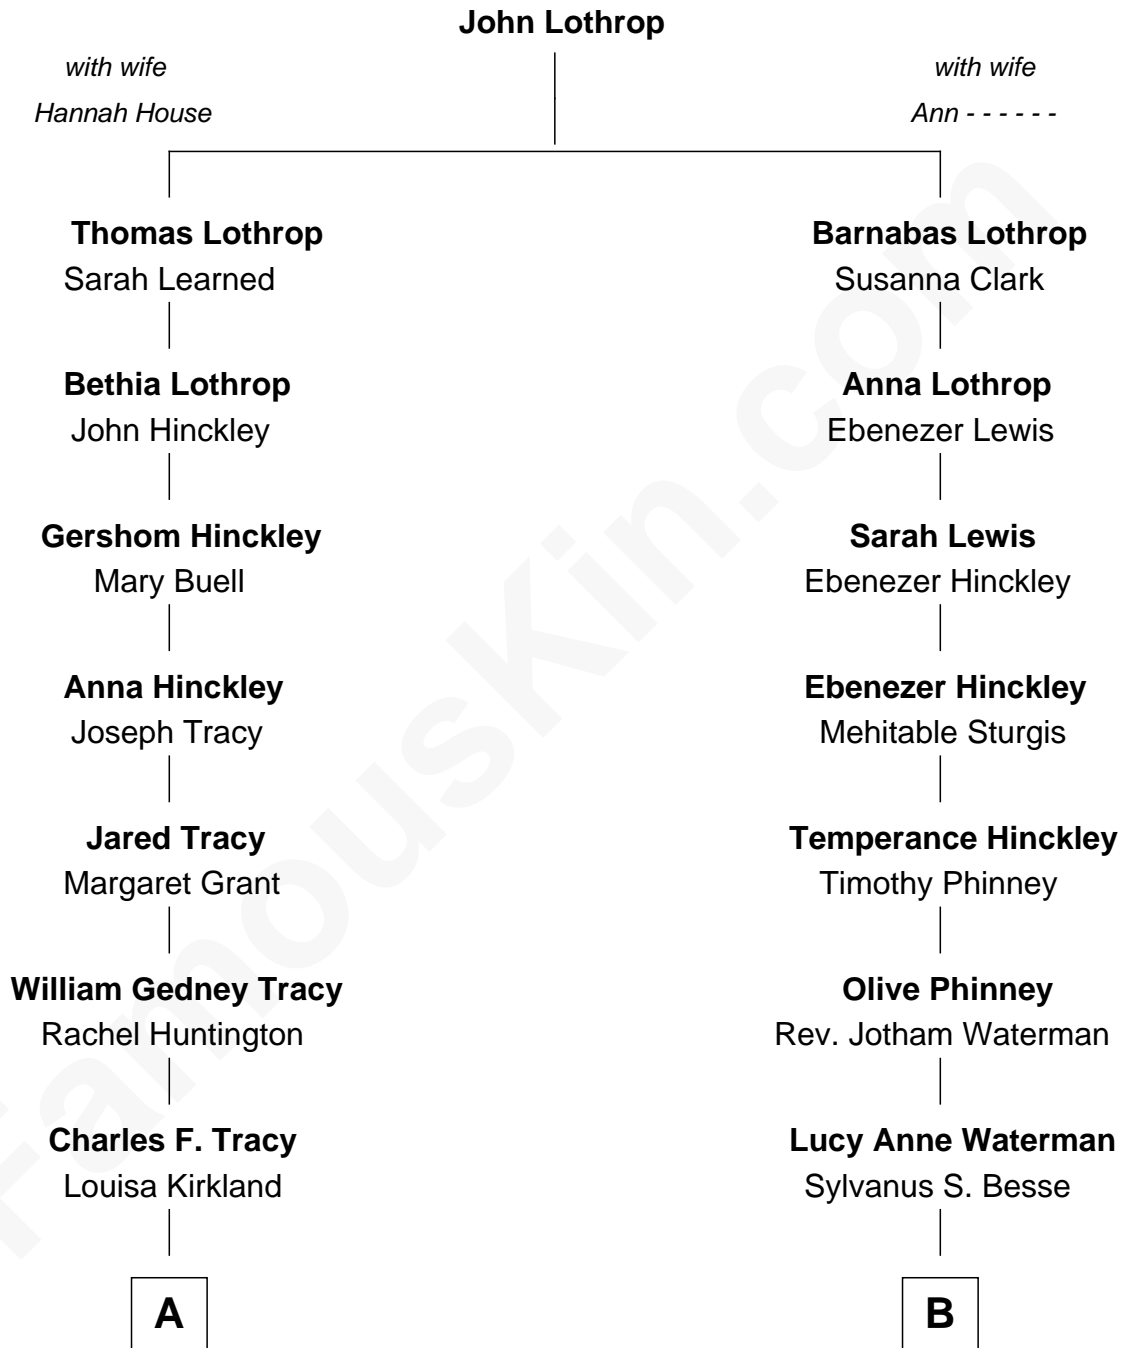 John Lothrop
with wife
Hannah House
with wife
Ann - - - - - -
Thomas Lothrop
Sarah Learned
Barnabas Lothrop
Susanna Clark
Bethia Lothrop
John Hinckley
Anna Lothrop
Ebenezer Lewis
Gershom Hinckley
Mary Buell
Sarah Lewis
Ebenezer Hinckley
Anna Hinckley
Joseph Tracy
Ebenezer Hinckley
Mehitable Sturgis
Jared Tracy
Margaret Grant
Temperance Hinckley
Timothy Phinney
William Gedney Tracy
Rachel Huntington
Olive Phinney
Rev. Jotham Waterman
Charles F. Tracy
Louisa Kirkland
Lucy Anne Waterman
Sylvanus S. Besse
A
B
FamousKin.com